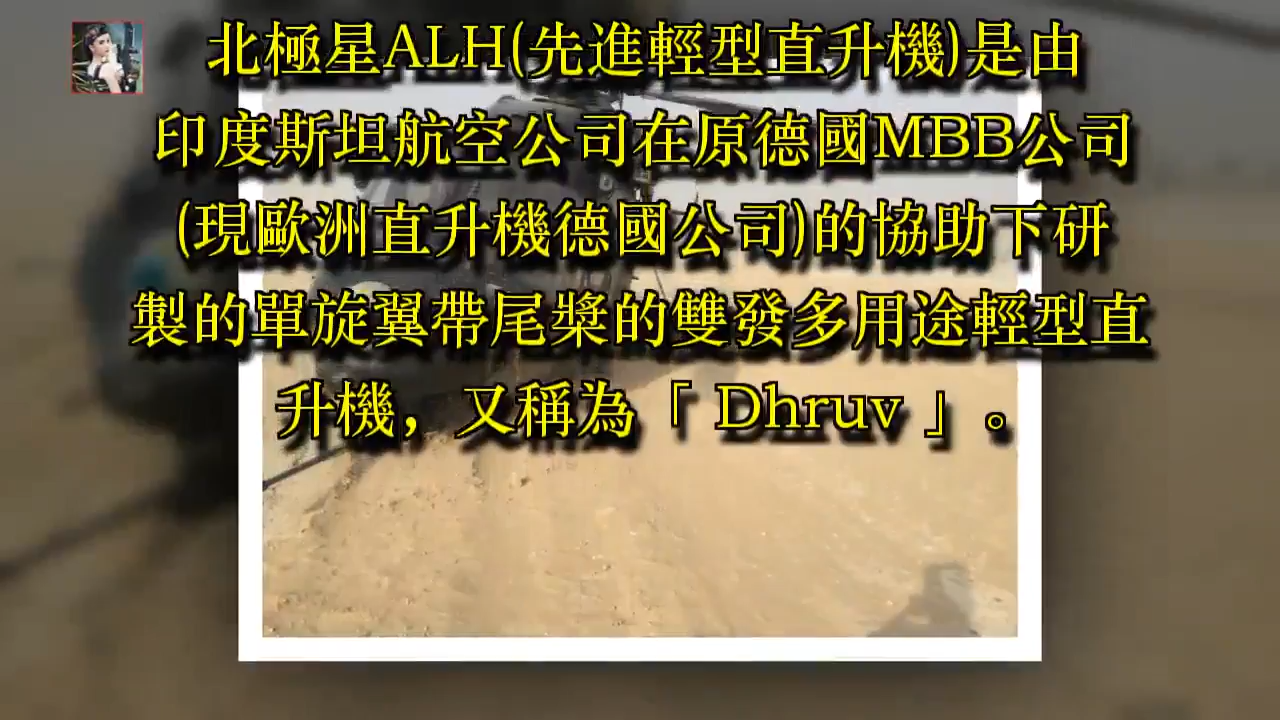 北極星ALH(先進輕型直升機)是由
印度斯坦航空公司在原德國MBB公司
(現歐洲直升機德國公司)的協助下研
製的單旋翼帶尾槳的雙發多用途輕型直
升機，又稱為「 Dhruv 」。